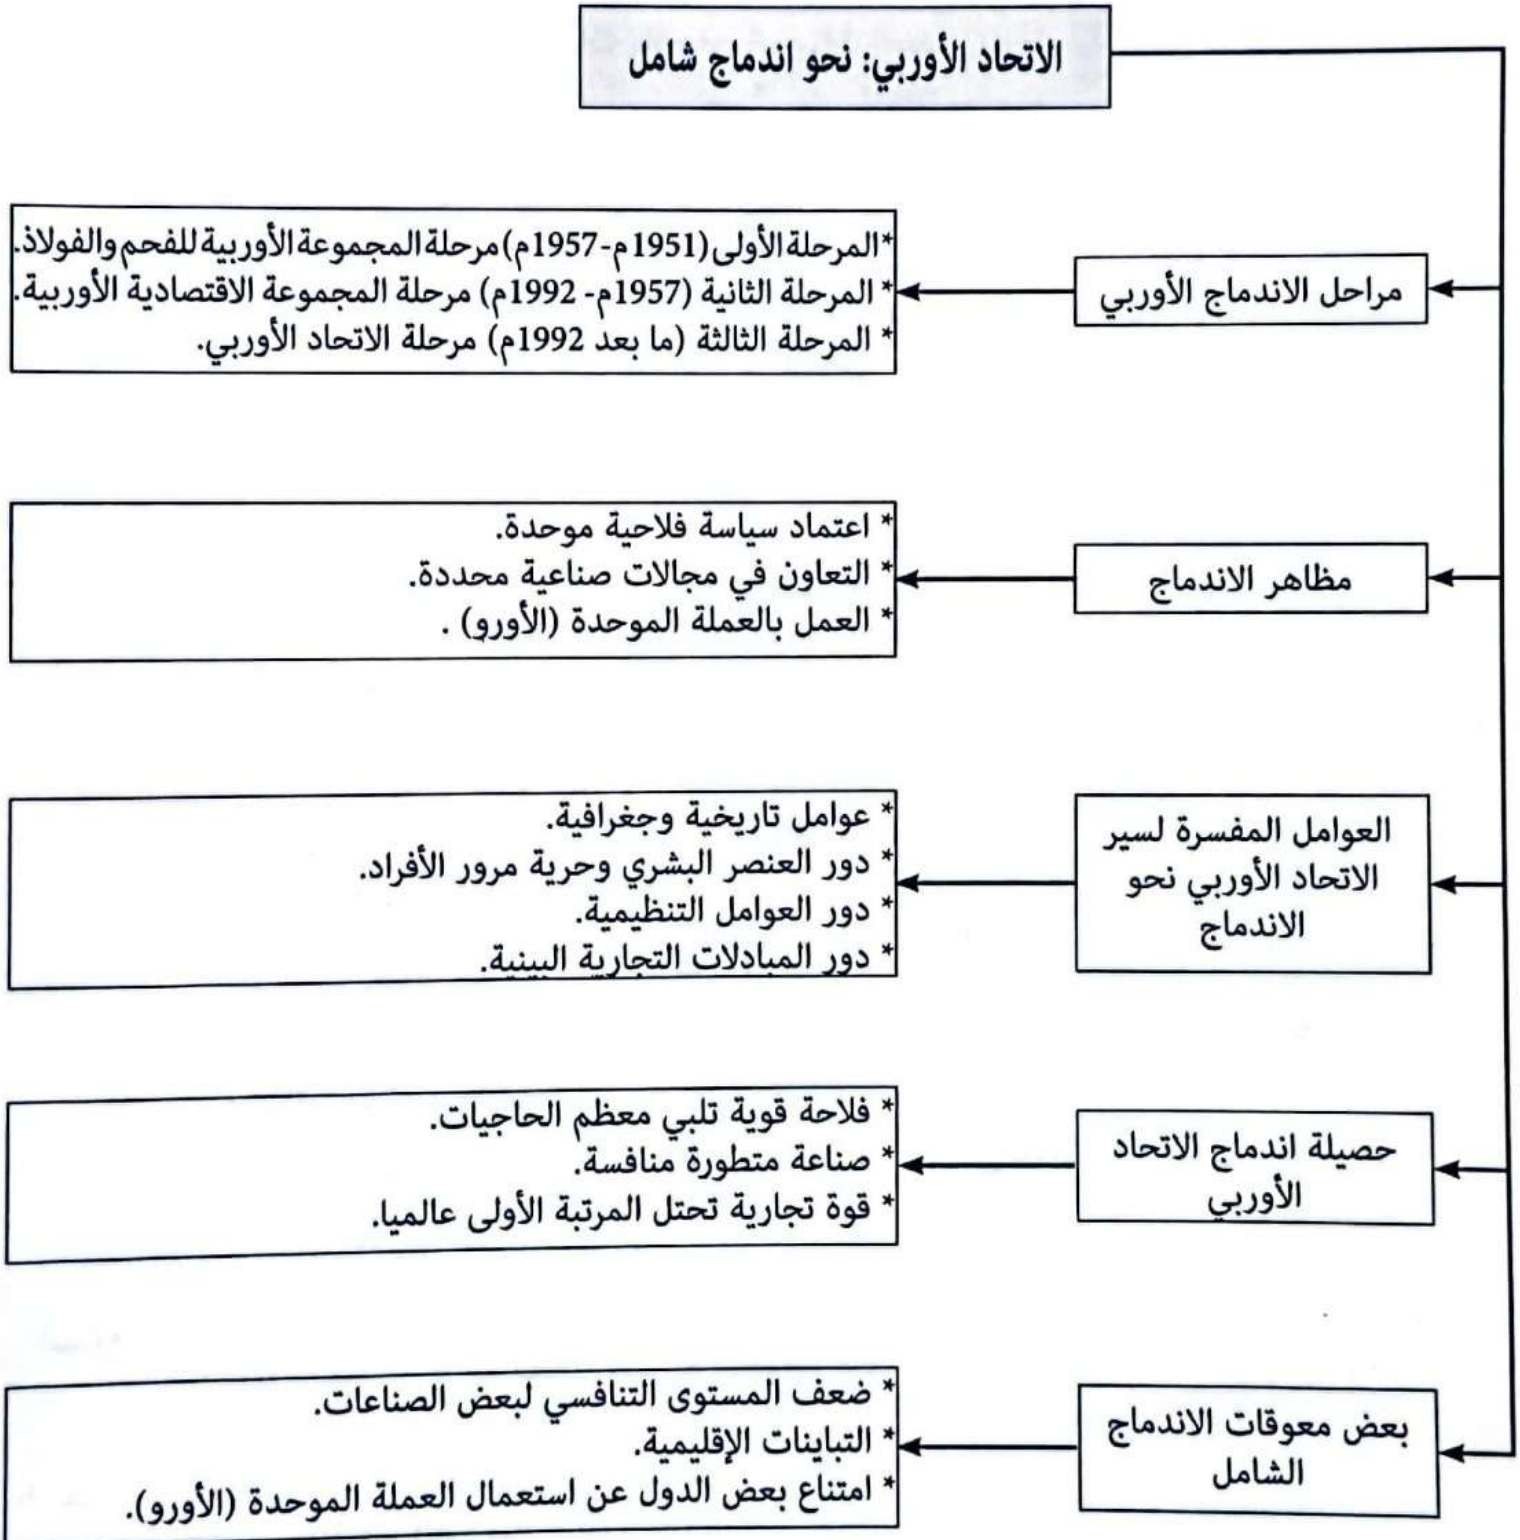 الاتحاد الأوربي: نحو اندماج شامل
مراحل الاندماج الأوربي
*المرحلة الأولى (1951م-1957م) مرحلة المجموعة الأوربية للفحم والفولاذ.
* المرحلة الثانية (1957م- 1992م) مرحلة المجموعة الاقتصادية الأوربية.
* المرحلة الثالثة (ما بعد 1992م) مرحلة الاتحاد الأوربي.
مظاهر الاندماج
* اعتماد سياسة فلاحية موحدة.
* التعاون في مجالات صناعية محددة.
* العمل بالعملة الموحدة (الأورو) .
العوامل المفسرة لسير
الاتحاد الأوربي نحو
الاندماج
* عوامل تاريخية وجغرافية.
* دور العنصر البشري وحرية مرور الأفراد.
* دور العوامل التنظيمية.
* دور المبادلات التجارية البينية.
حصيلة اندماج الاتحاد
الأوربي
* فلاحة قوية تلبي معظم الحاجيات.
* صناعة متطورة منافسة.
* قوة تجارية تحتل المرتبة الأولى عالميا.
بعض معوقات الاندماج
الشامل
* ضعف المستوى التنافسي لبعض الصناعات.
* التباينات الإقليمية.
* امتناع بعض الدول عن استعمال العملة الموحدة (الأورو).